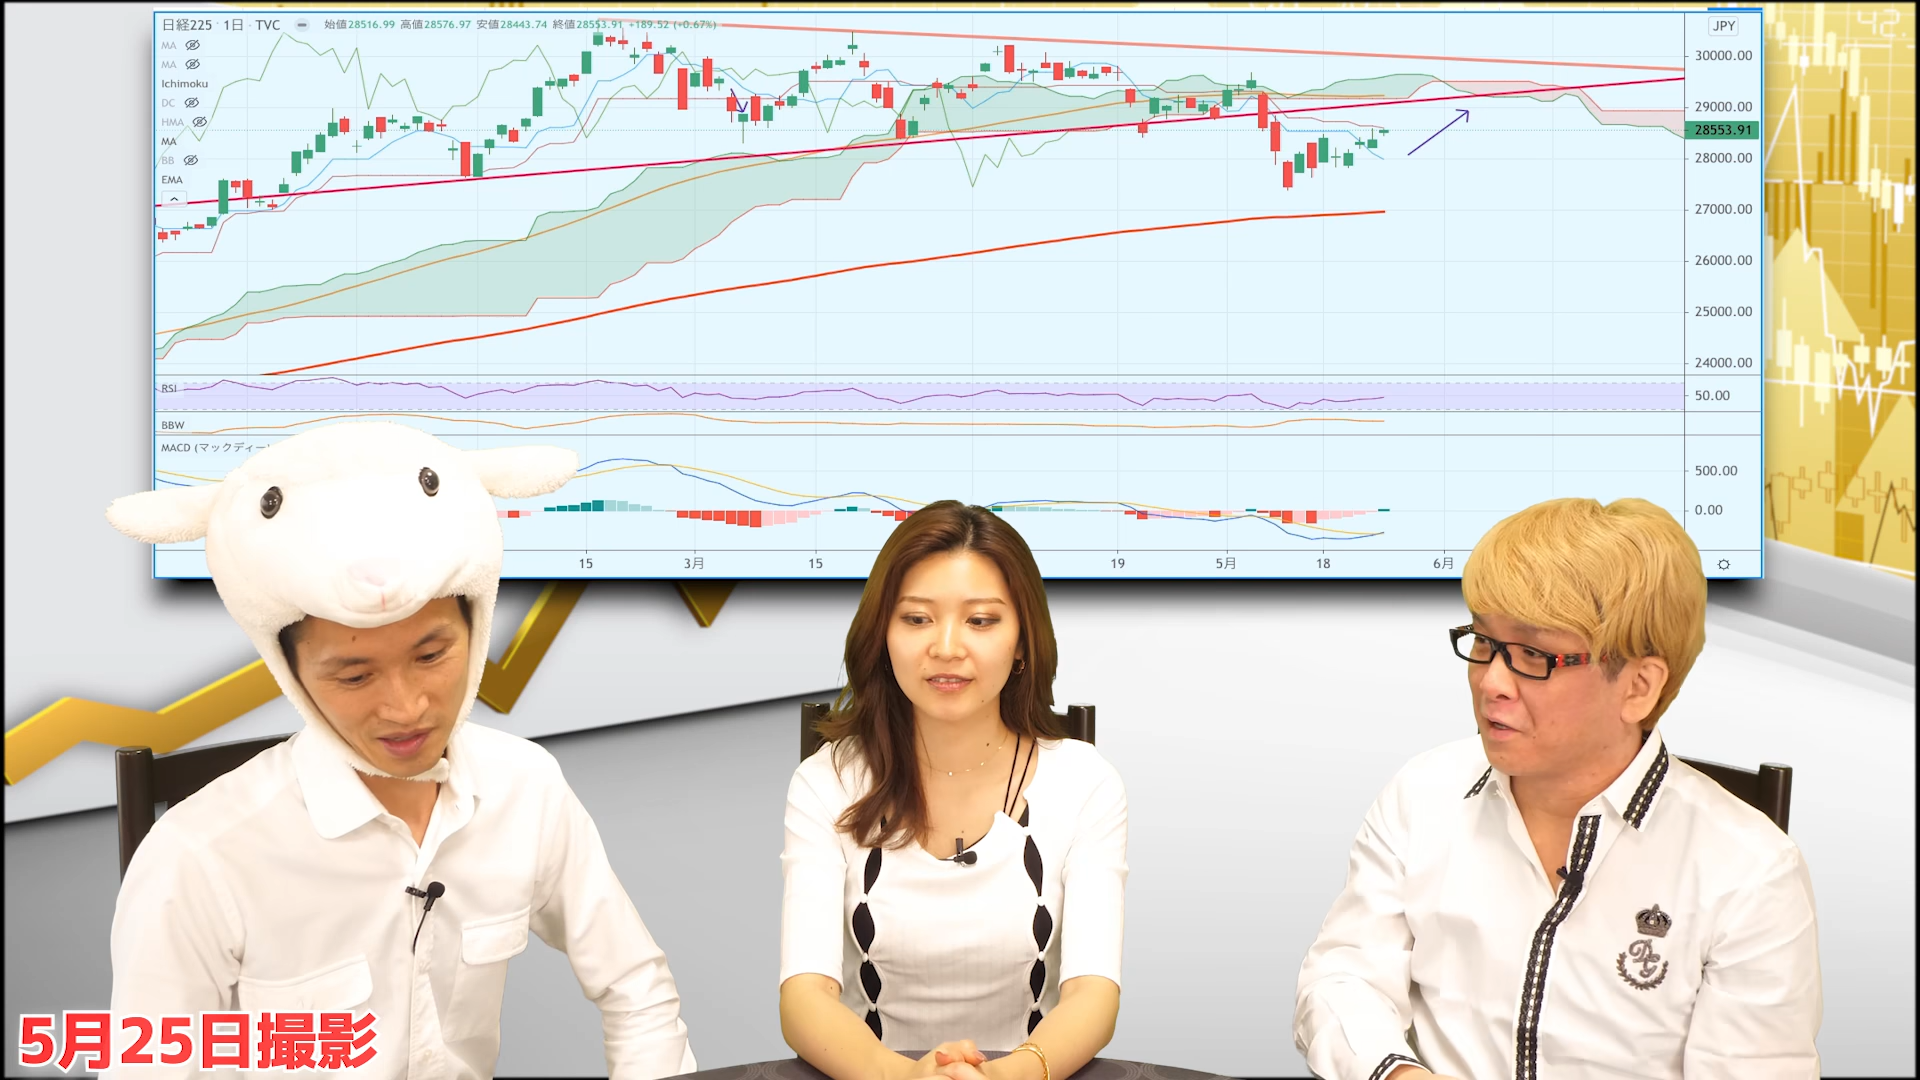 日経225・1日・TVC 始値28516.99 高値28576.97 安値28443.74 終値28553.91 +189.52 (+0.67%)
JPY
MA
MA
Ichimoku
DC
HMA
MA
BB
EMA
30000.00
29000.00
28553.91
28000.00
27000.00
26000.00
25000.00
24000.00
RSI
50.00
BBW
MACD (マックディー
500.00
0.00
15 3月 15 19 5月 18 6月
5月25日撮影